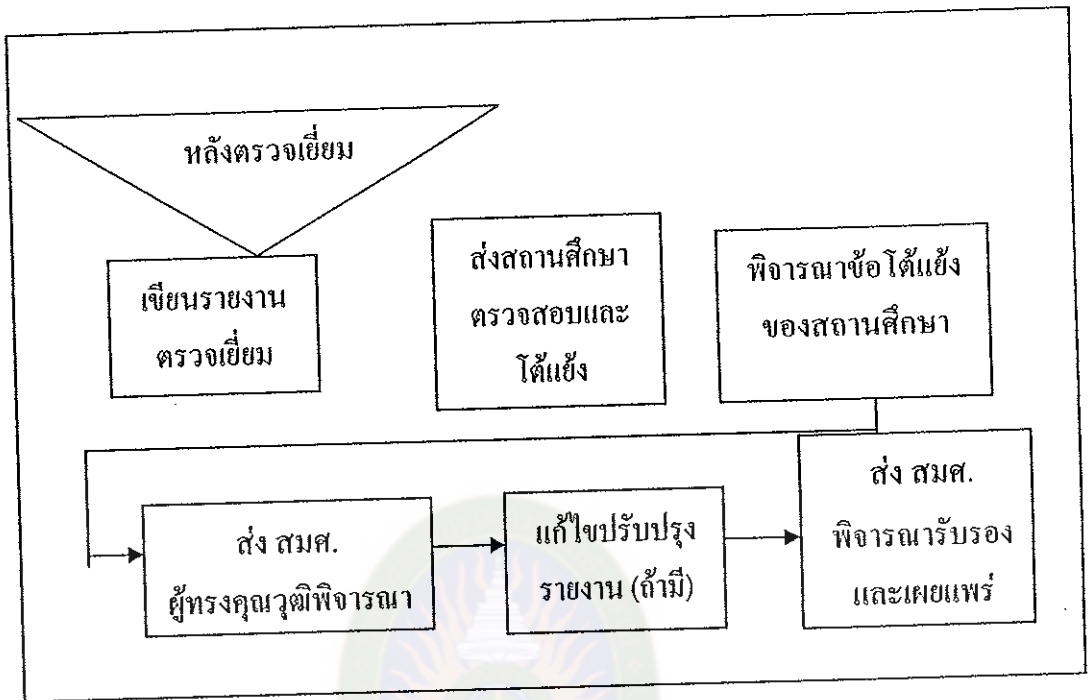 หลังตรวจเยี่ยม
เขียนรายงาน
ตรวจเยี่ยม
ส่งสถานศึกษา
ตรวจสอบและ
โต้แย้ง
พิจารณาข้อโต้แย้ง
ของสถานศึกษา
ส่ง สมศ.
ผู้ทรงคุณวุฒิพิจารณา
แก้ไขปรับปรุง
รายงาน (ถ้ามี)
ส่ง สมศ.
พิจารณารับรอง
และเผยแพร่